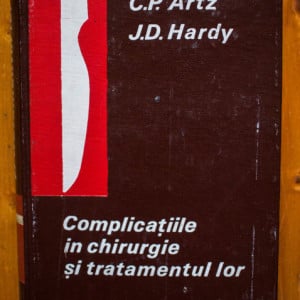 C.P. Artz
J.D. Hardy
Complicațiile
in chirurgie
și tratamentul lor